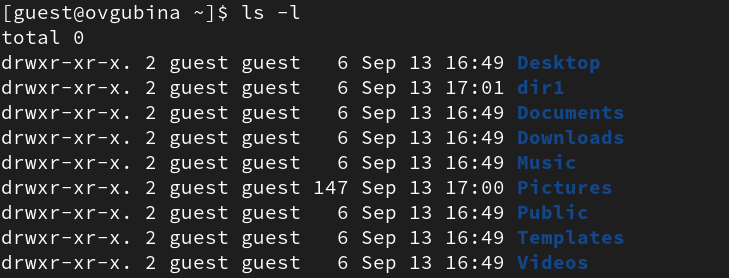 [guest@ovgubina ~]$ ls -l
total 0
drwxr-xr-x. 2 guest guest   6 Sep 13 16:49 Desktop
drwxr-xr-x. 2 guest guest   6 Sep 13 17:01 dir1
drwxr-xr-x. 2 guest guest   6 Sep 13 16:49 Documents
drwxr-xr-x. 2 guest guest   6 Sep 13 16:49 Downloads
drwxr-xr-x. 2 guest guest   6 Sep 13 16:49 Music
drwxr-xr-x. 2 guest guest 147 Sep 13 17:00 Pictures
drwxr-xr-x. 2 guest guest   6 Sep 13 16:49 Public
drwxr-xr-x. 2 guest guest   6 Sep 13 16:49 Templates
drwxr-xr-x. 2 guest guest   6 Sep 13 16:49 Videos